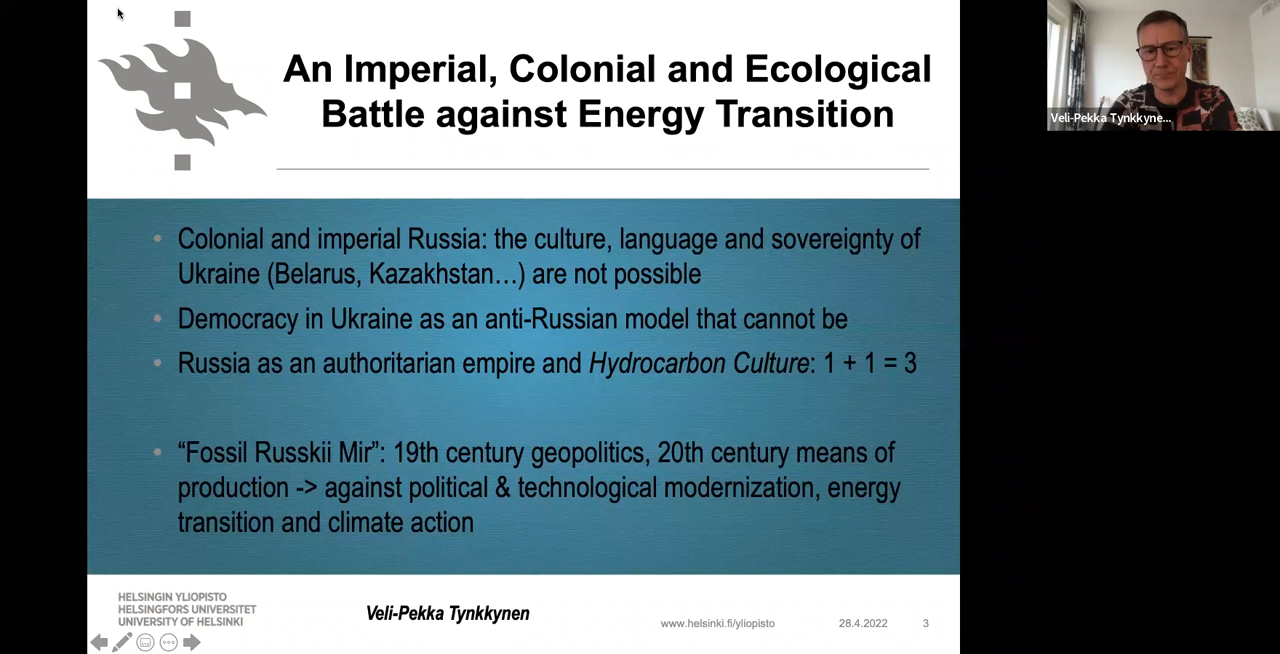 An Imperial, Colonial and Ecological
Battle against Energy Transition
Veli-Pekka Tynkkyne...
• Colonial and imperial Russia: the culture, language and sovereignty of
Ukraine (Belarus, Kazakhstan…) are not possible
• Democracy in Ukraine as an anti-Russian model that cannot be
• Russia as an authoritarian empire and Hydrocarbon Culture: 1 + 1 = 3
• “Fossil Russkii Mir”: 19th century geopolitics, 20th century means of
production -> against political & technological modernization, energy
transition and climate action
HELSINGIN YLIOPISTO
HELSINGFORS UNIVERSITET
UNIVERSITY OF HELSINKI
Veli-Pekka Tynkkynen
www.helsinki.fi/yliopisto
28.4.2022
3